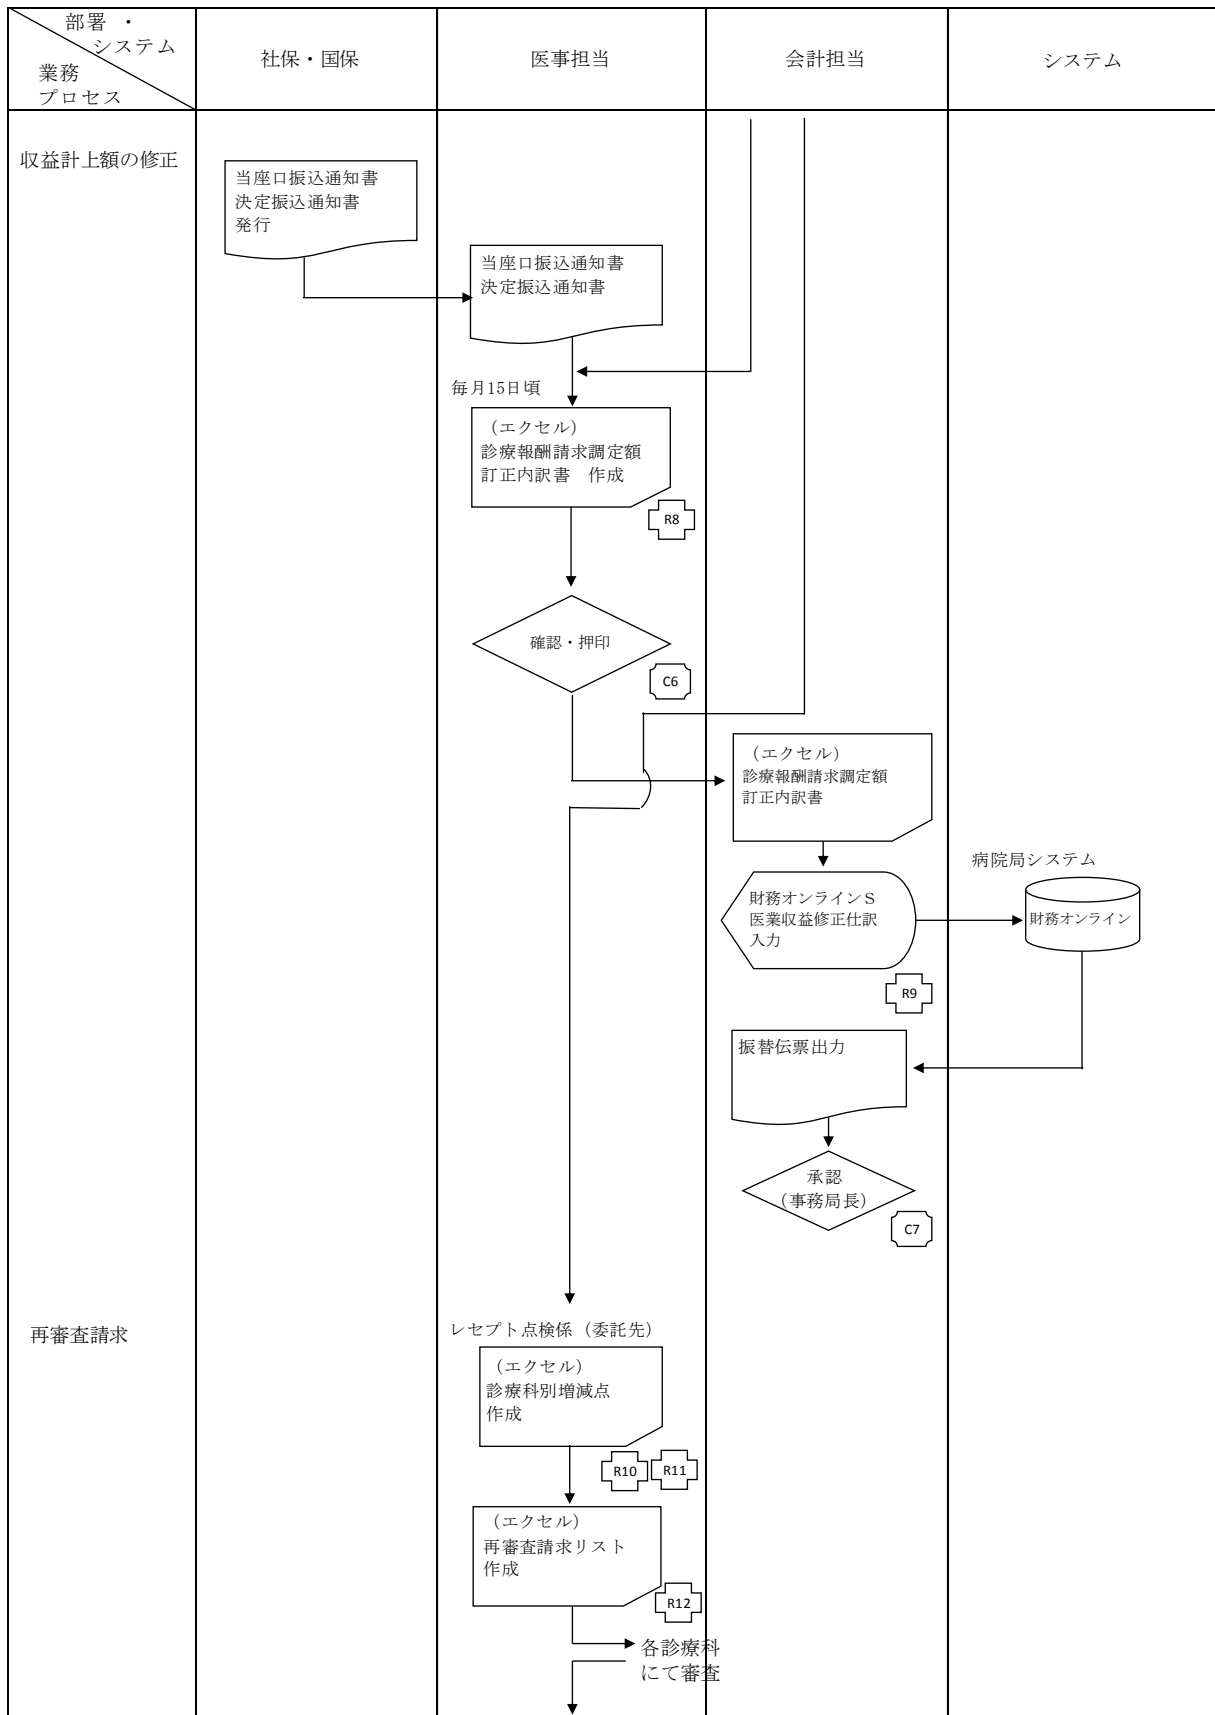 部署 ・
システム
業務
プロセス
社保・国保
医事担当
会計担当
システム
収益計上額の修正
当座口振込通知書
決定振込通知書
発行
当座口振込通知書
決定振込通知書
毎月15日頃
（エクセル）
診療報酬請求調定額
訂正内訳書　作成
R8
確認・押印
C6
（エクセル）
診療報酬請求調定額
訂正内訳書
病院局システム
財務オンラインＳ
医業収益修正仕訳
入力
財務オンライン
R9
振替伝票出力
承認
（事務局長）
C7
再審査請求
レセプト点検係（委託先）
（エクセル）
診療科別増減点
作成
R10
R11
（エクセル）
再審査請求リスト
作成
R12
各診療科
にて審査